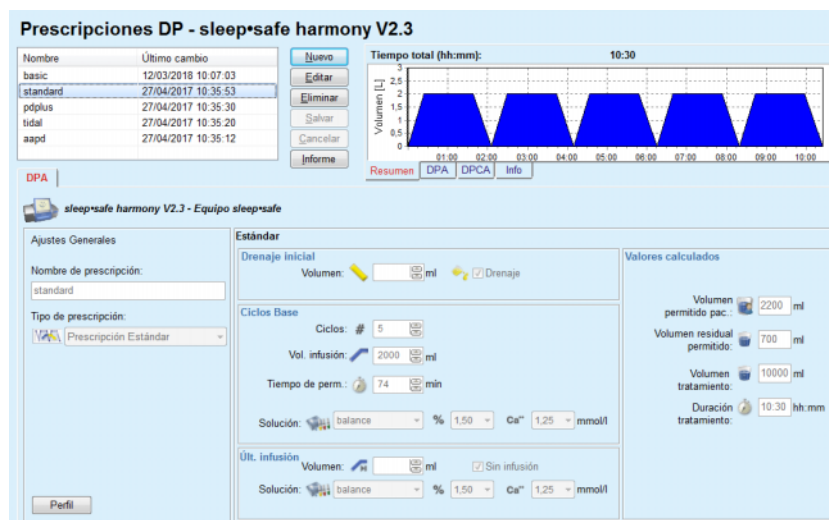 Prescripciones DP - sleep•safe harmony V2.3
Nombre Último cambio
basic 12/03/2018 10:07:03
standard 27/04/2017 10:35:53
pdplus 27/04/2017 10:35:30
tidal 27/04/2017 10:35:20
aapd 27/04/2017 10:35:12
Nuevo
Editar
Eliminar
Salvar
Cancelar
Informe
Tiempo total (hh:mm): 10:30
Volumen [L]
3
2,5
2
1,5
1
0,5
0
01:00 02:00 03:00 04:00 05:00 06:00 07:00 08:00 09:00 10:00
Resumen DPA DPCA Info
DPA
sleep•safe harmony V2.3 - Equipo sleep•safe
Ajustes Generales
Nombre de prescripción:
standard
Tipo de prescripción:
Prescripción Estándar
Perfil
Estándar
Drenaje inicial
Volumen: ml Drenaje
Ciclos Base
Ciclos: # 5
Vol. infusión: 2000 ml
Tiempo de perm.: 74 min
Solución: balance % 1,50 Ca⁺⁺ 1,25 mmol/l
Últ. infusión
Volumen: ml Sin infusión
Solución: balance % 1,50 Ca⁺⁺ 1,25 mmol/l
Valores calculados
Volumen
permitido pac.: 2200 ml
Volumen residual
permitido: 700 ml
Volumen
tratamiento: 10000 ml
Duración
tratamiento: 10:30 hh:mm